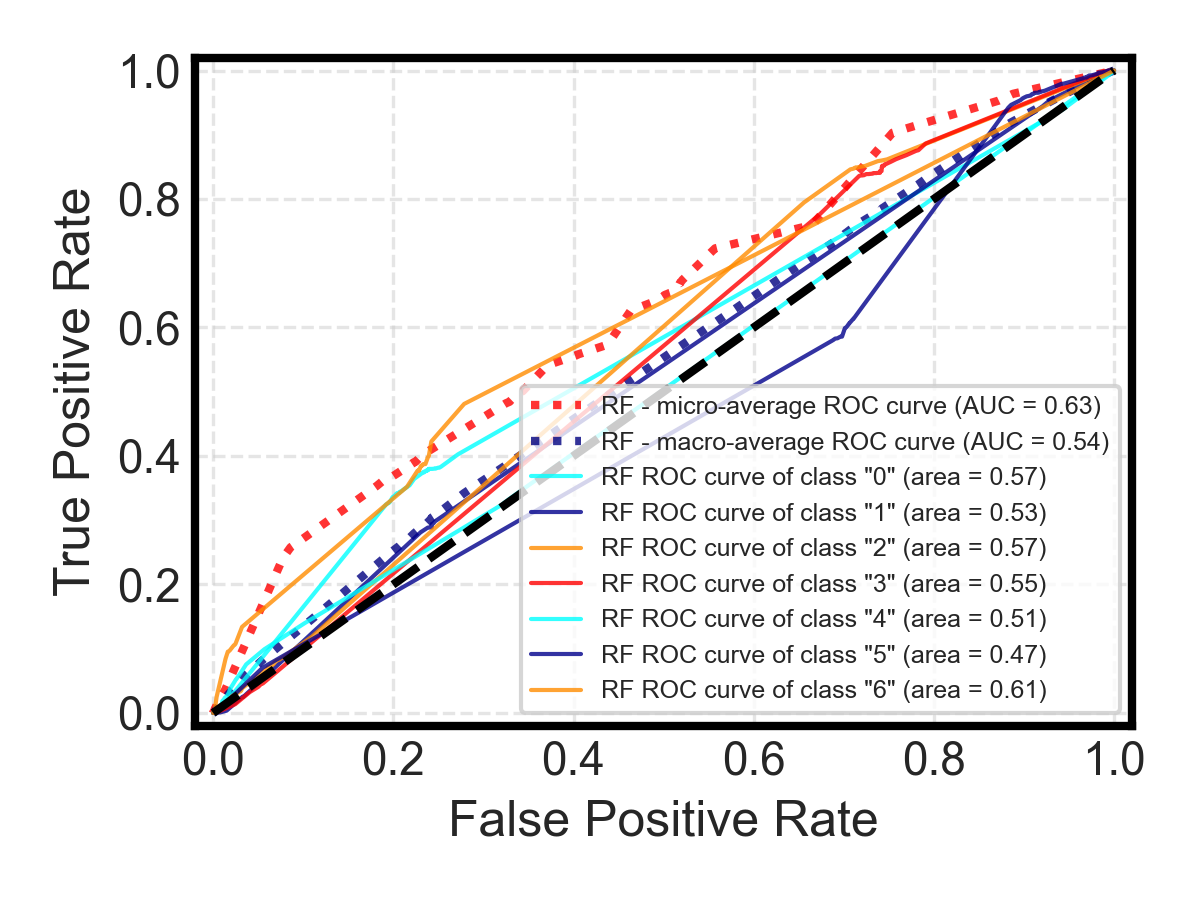 1.0
0.8
0.6
0.4
0.2
0.0
True Positive Rate
RF - micro-average ROC curve (AUC = 0.63)
RF - macro-average ROC curve (AUC = 0.54)
RF ROC curve of class "0" (area = 0.57)
RF ROC curve of class "1" (area = 0.53)
RF ROC curve of class "2" (area = 0.57)
RF ROC curve of class "3" (area = 0.55)
RF ROC curve of class "4" (area = 0.51)
RF ROC curve of class "5" (area = 0.47)
RF ROC curve of class "6" (area = 0.61)
0.0 0.2 0.4 0.6 0.8 1.0
False Positive Rate